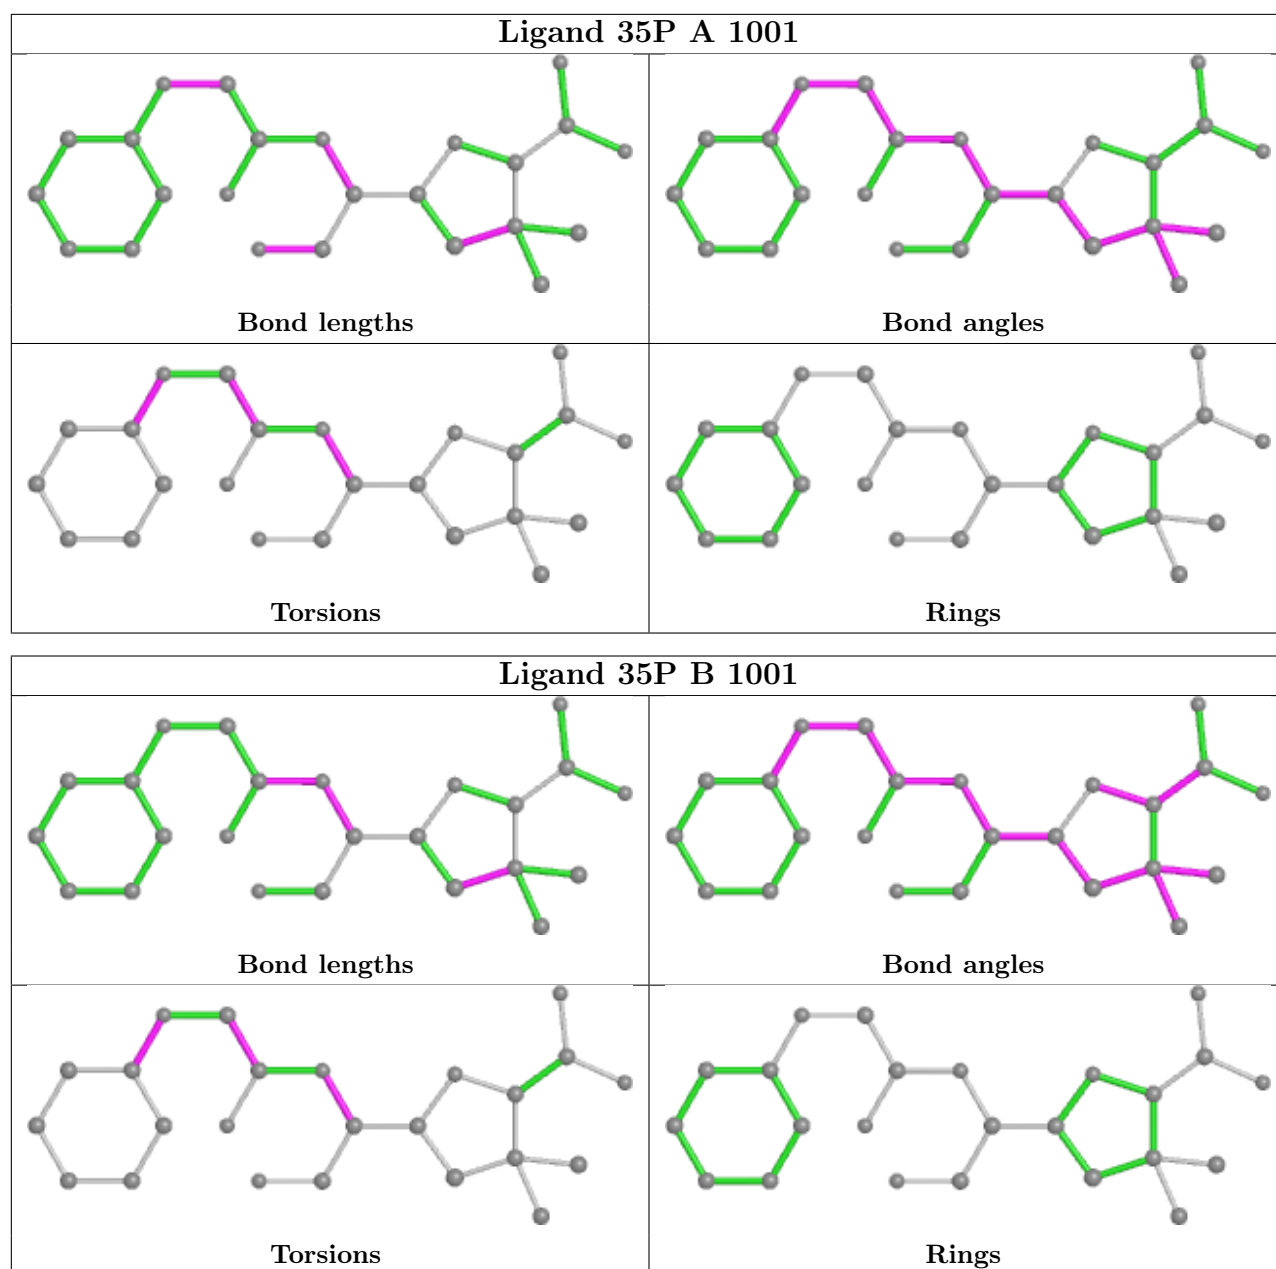 Ligand 35P A 1001
Bond lengths
Bond angles
Torsions
Rings
Ligand 35P B 1001
Bond lengths
Bond angles
Torsions
Rings